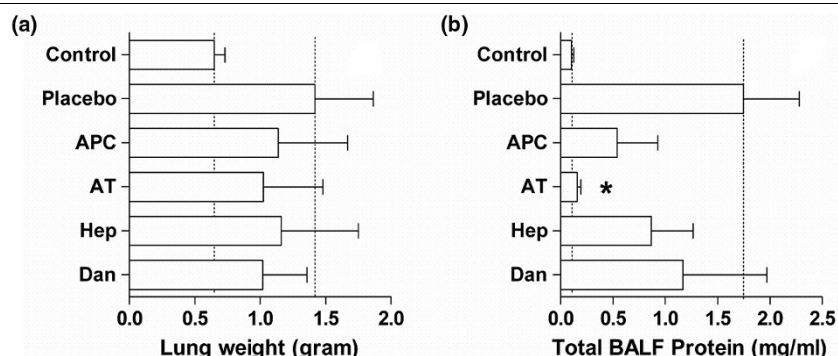 (a)
Control
Placebo
APC
AT
Hep
Dan
0.0 0.5 1.0 1.5 2.0
Lung weight (gram)
(b)
Control
Placebo
APC
AT *
Hep
Dan
0.0 0.5 1.0 1.5 2.0 2.5
Total BALF Protein (mg/ml)